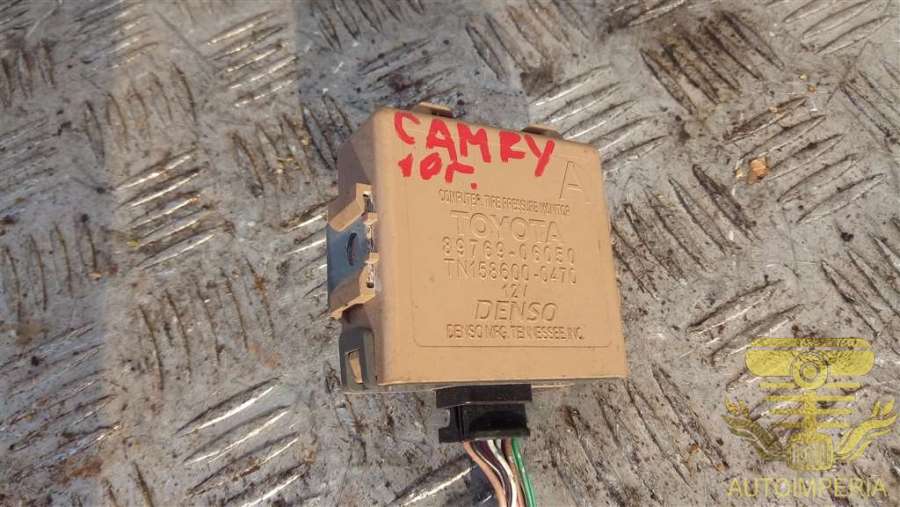 CAMRY
10г.
A
COMPUTER, TIRE PRESSURE MONITOR
TOYOTA
89769-06050
TN158600-0470
12V
DENSO
DENSO MFG. TENNESSEE, INC.
AUTOIMPERIA